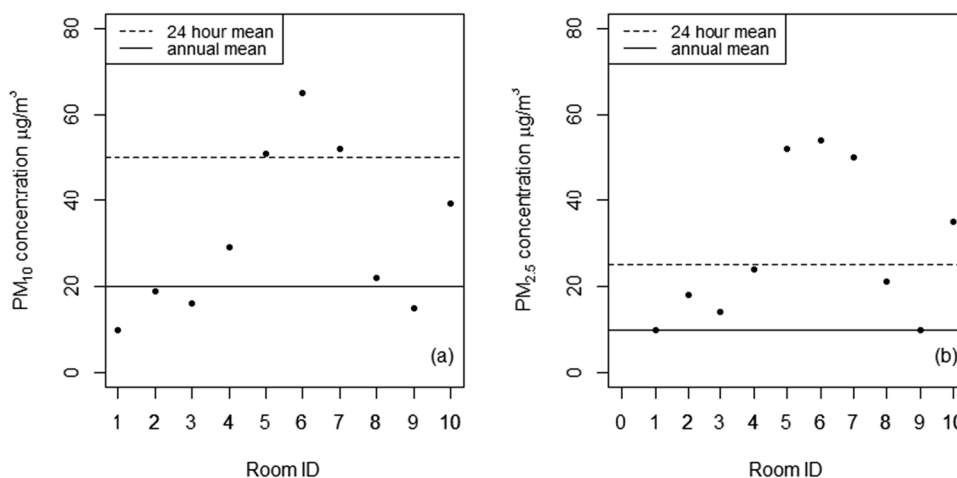 24 hour mean
annual mean
PM10 concentration μg/m³
80
60
40
20
0
(a)
1 2 3 4 5 6 7 8 9 10
Room ID
24 hour mean
annual mean
PM2.5 concentration μg/m³
80
60
40
20
0
(b)
0 1 2 3 4 5 6 7 8 9 10
Room ID